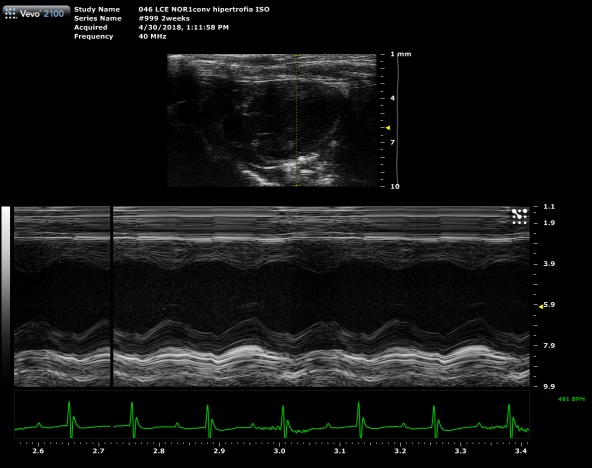 Vevo 2100
Study Name 046 LCE NOR1conv hipertrofia ISO
Series Name #999 2weeks
Acquired 4/30/2018, 1:11:58 PM
Frequency 40 MHz
1 mm
4
7
10
1.1
1.9
3.9
5.9
7.9
9.9
481 BPM
2.6 2.7 2.8 2.9 3.0 3.1 3.2 3.3 3.4